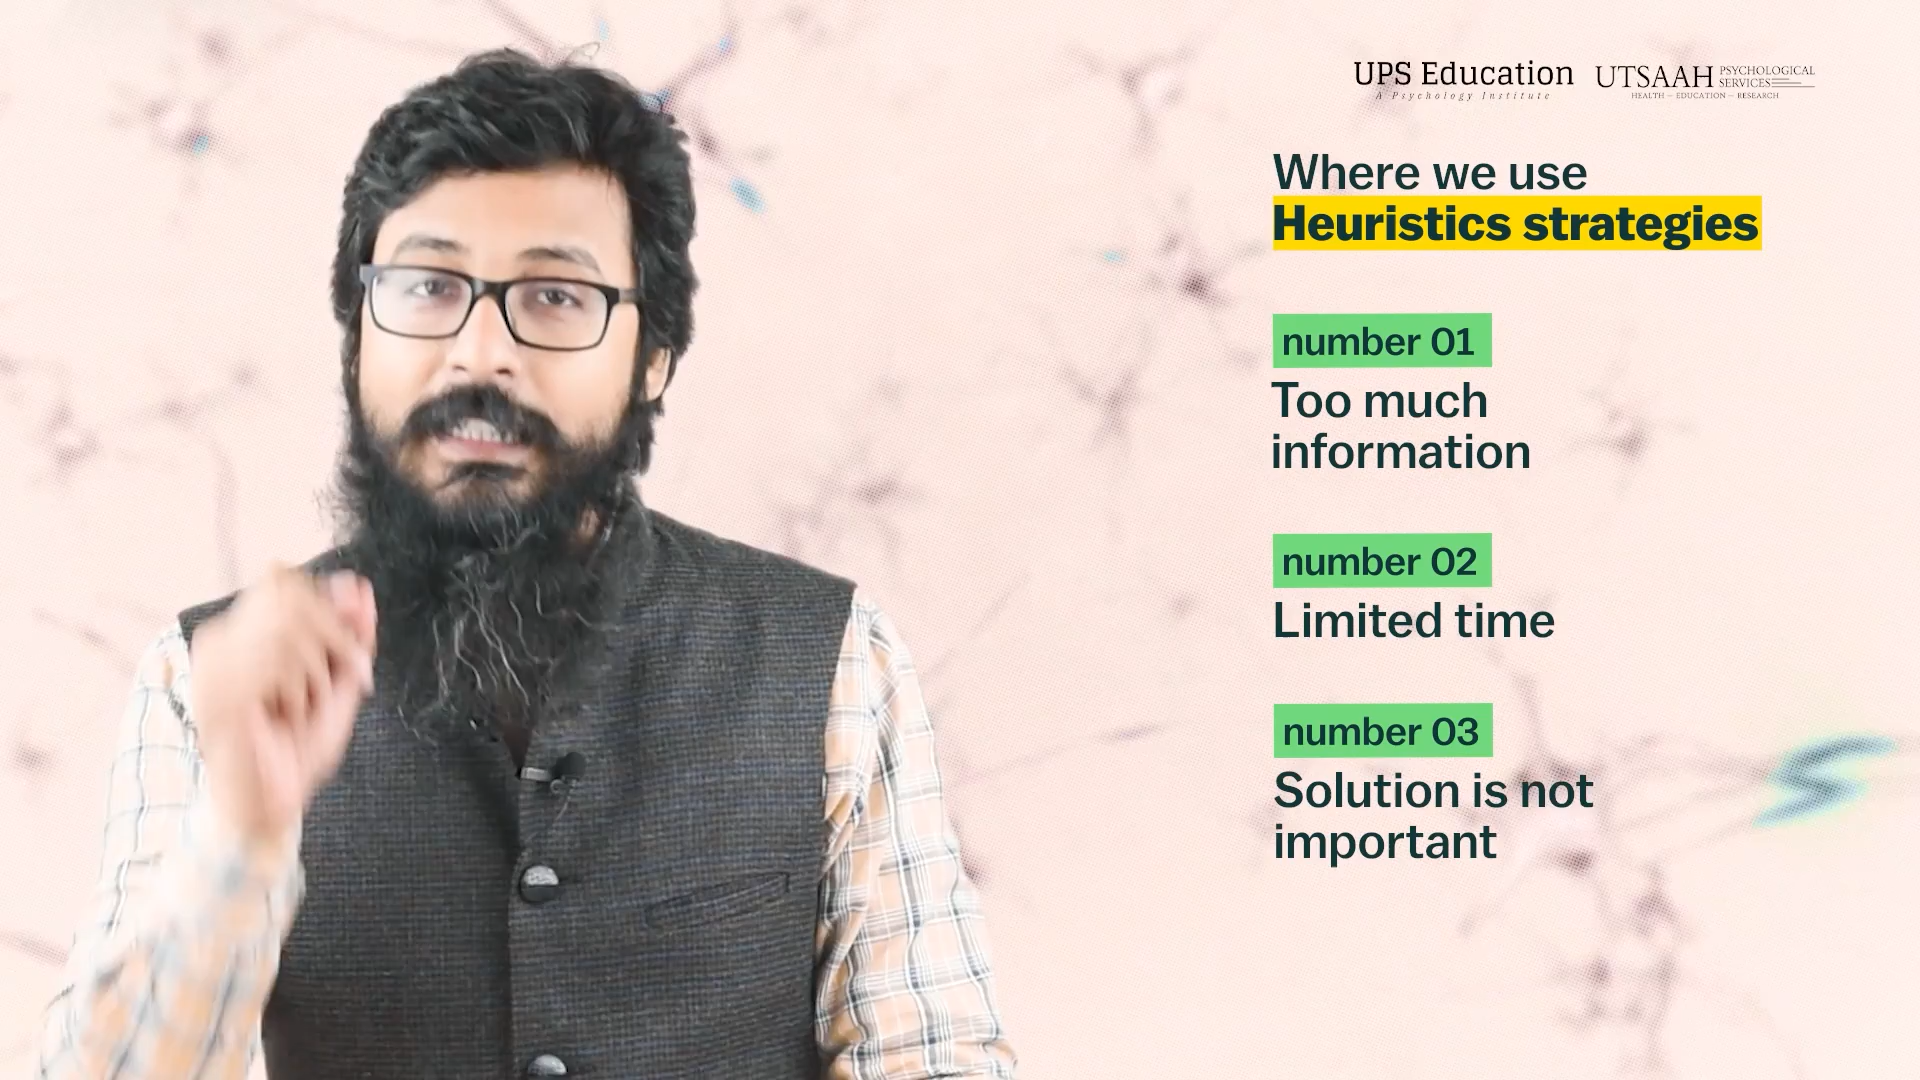 UPS Education
A Psychology Institute
UTSAAH PSYCHOLOGICAL SERVICES
HEALTH – EDUCATION – RESEARCH
Where we use
Heuristics strategies
number 01
Too much
information
number 02
Limited time
number 03
Solution is not
important